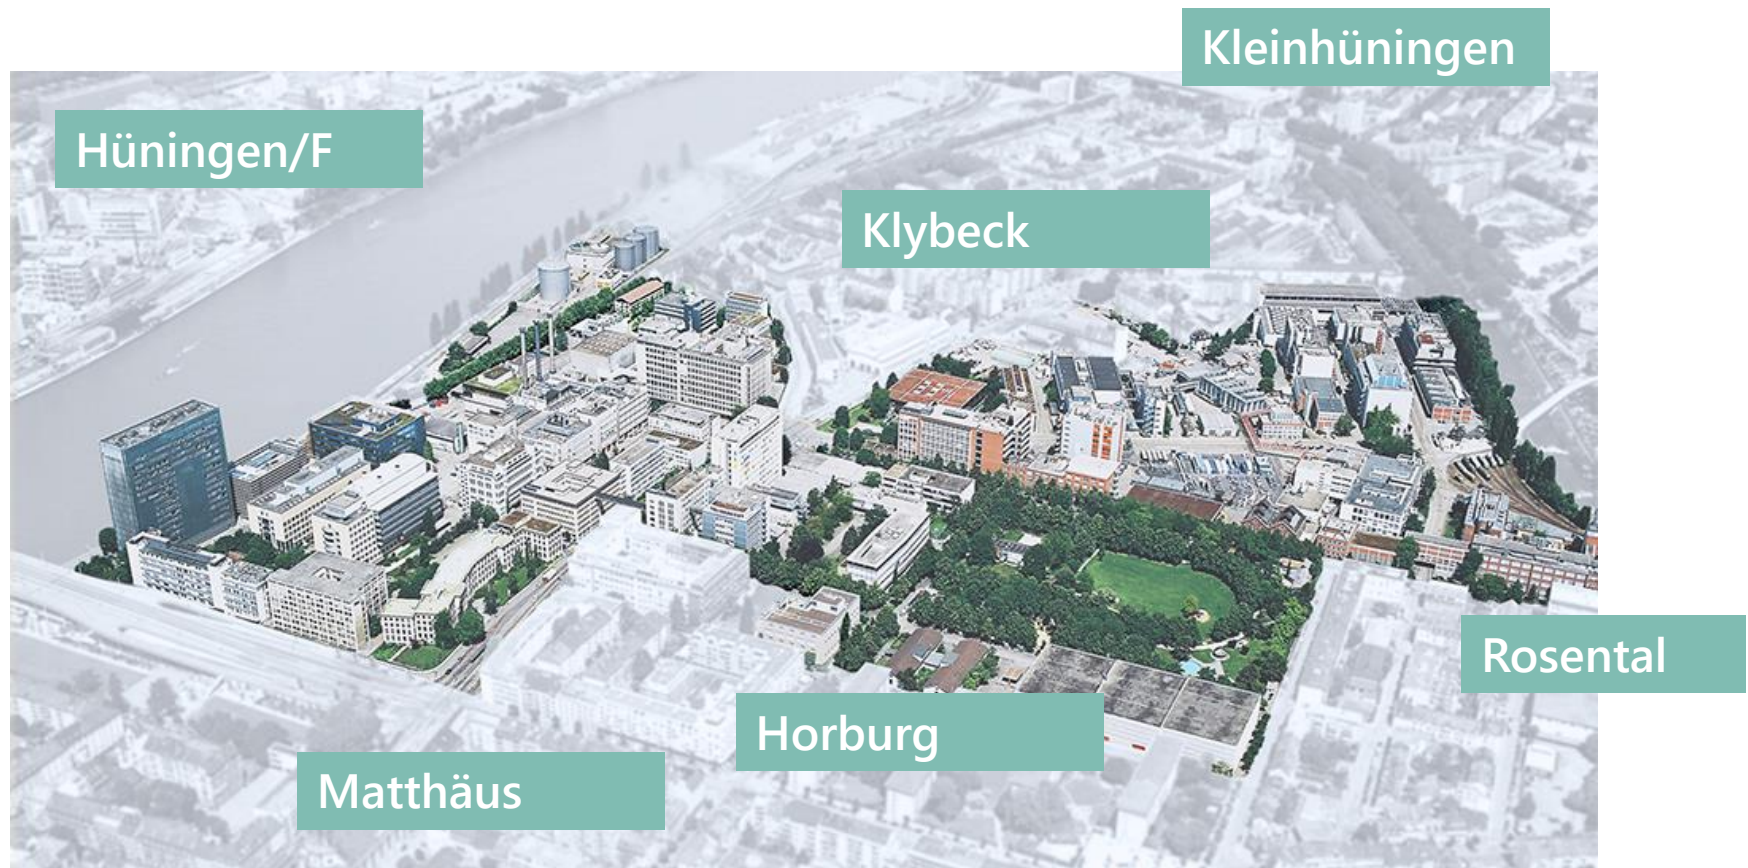 Kleinhüningen
Hüningen/F
Klybeck
Rosental
Horburg
Matthäus